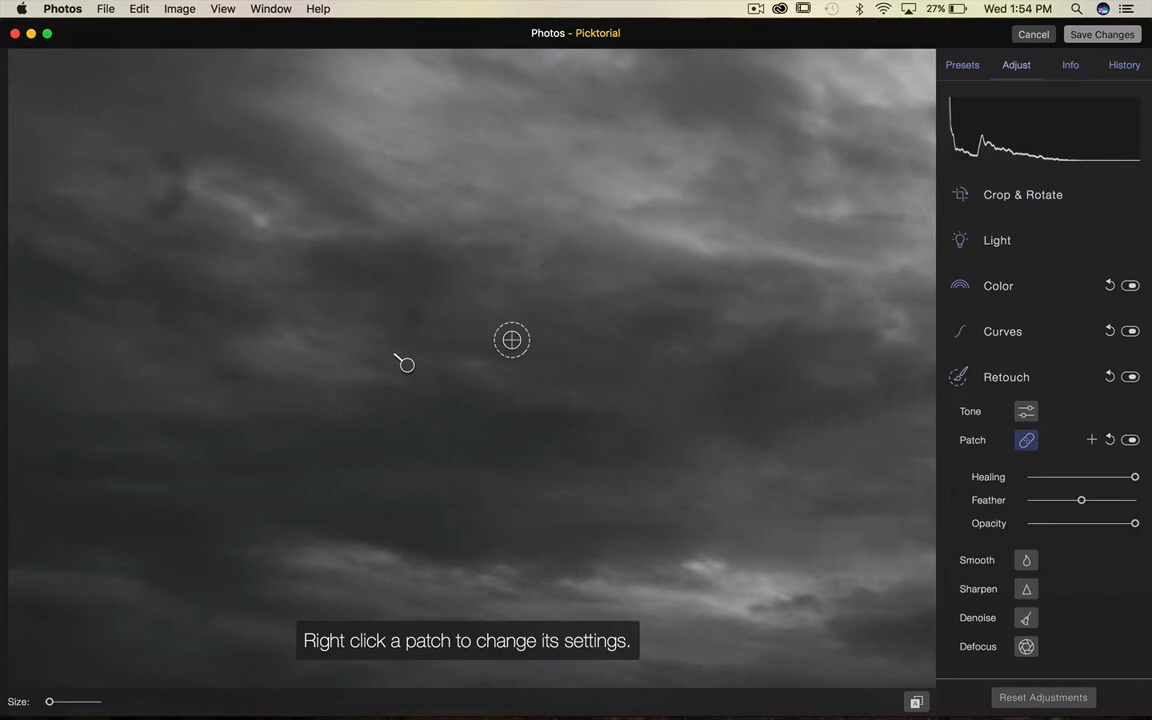 Photos File Edit Image View Window Help 27% Wed 1:54 PM
Photos - Picktorial Cancel Save Changes
Presets Adjust Info History
Crop & Rotate
Light
Color
Curves
Retouch
Tone
Patch
Healing
Feather
Opacity
Smooth
Sharpen
Denoise
Defocus
Right click a patch to change its settings.
Size: A Reset Adjustments